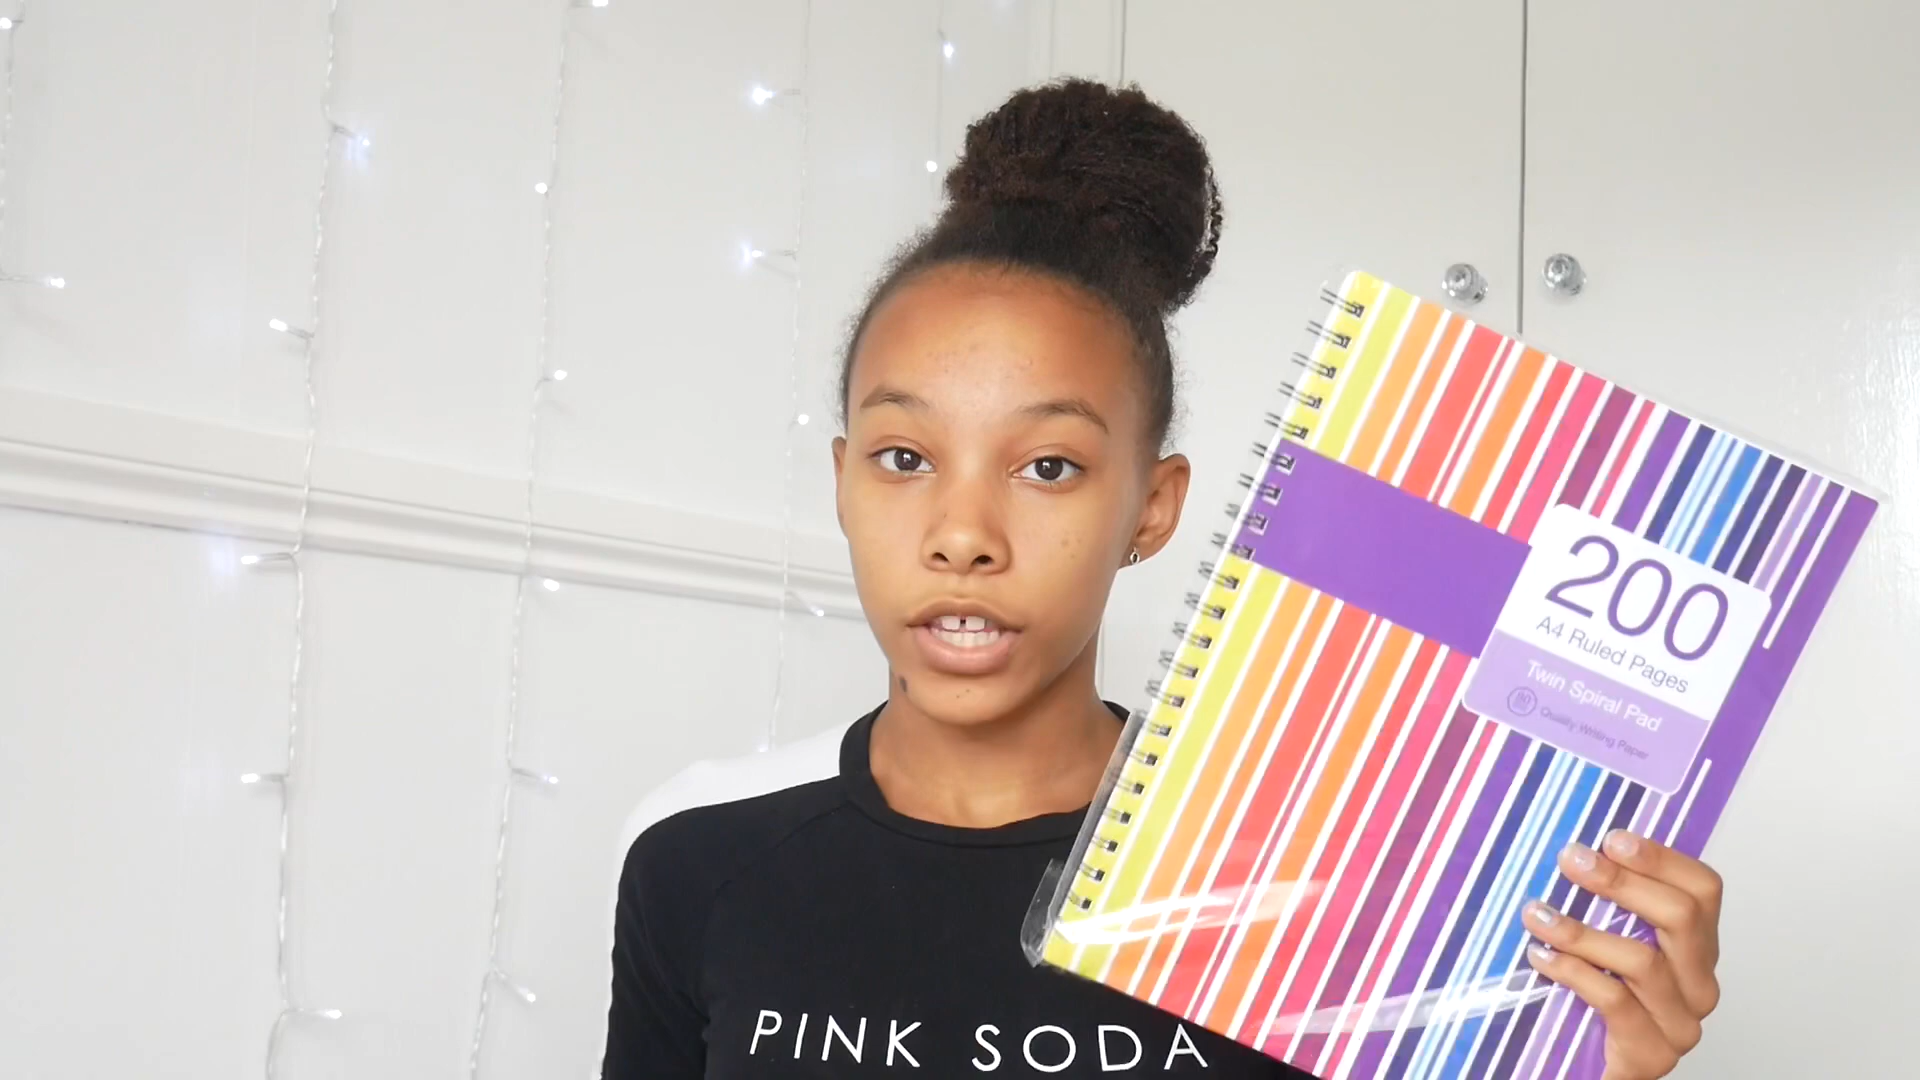 200
A4 Ruled Pages
Twin Spiral Pad
Quality Writing Paper
PINK SODA